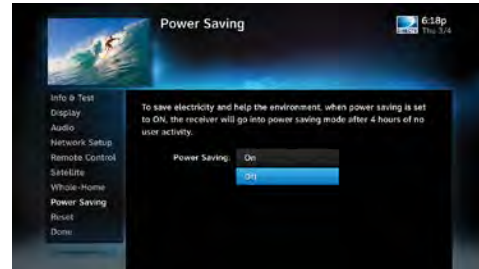 Power Saving
6:18p
Thu 3/4
Info & Test
Display
Audio
Network Setup
Remote Control
Satellite
Whole-Home
Power Saving
Reset
Done
To save electricity and help the environment, when power saving is set
to ON, the receiver will go into power saving mode after 4 hours of no
user activity.
Power Saving: On
Off